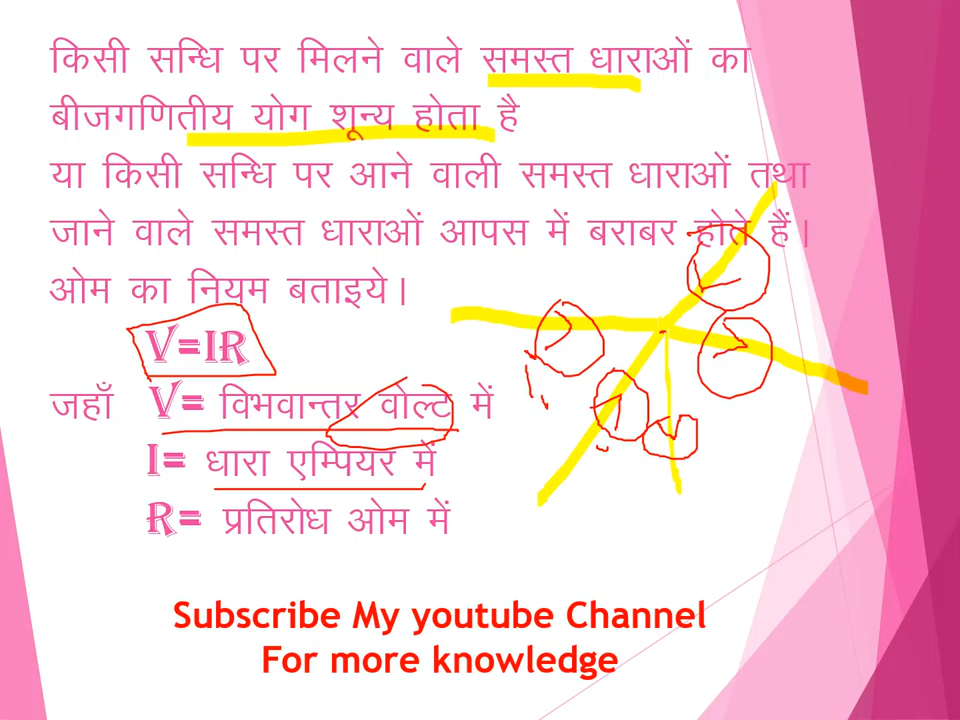 किसी सन्धि पर मिलने वाले समस्त धाराओं का
बीजगणितीय योग शून्य होता है
या किसी सन्धि पर आने वाली समस्त धाराओं तथा
जाने वाले समस्त धाराओं आपस में बराबर होते हैं।
ओम का नियम बताइये।
V=IR
जहाँ V= विभवान्तर वोल्ट में
I= धारा एम्पियर में
R= प्रतिरोध ओम में
Subscribe My youtube Channel
For more knowledge